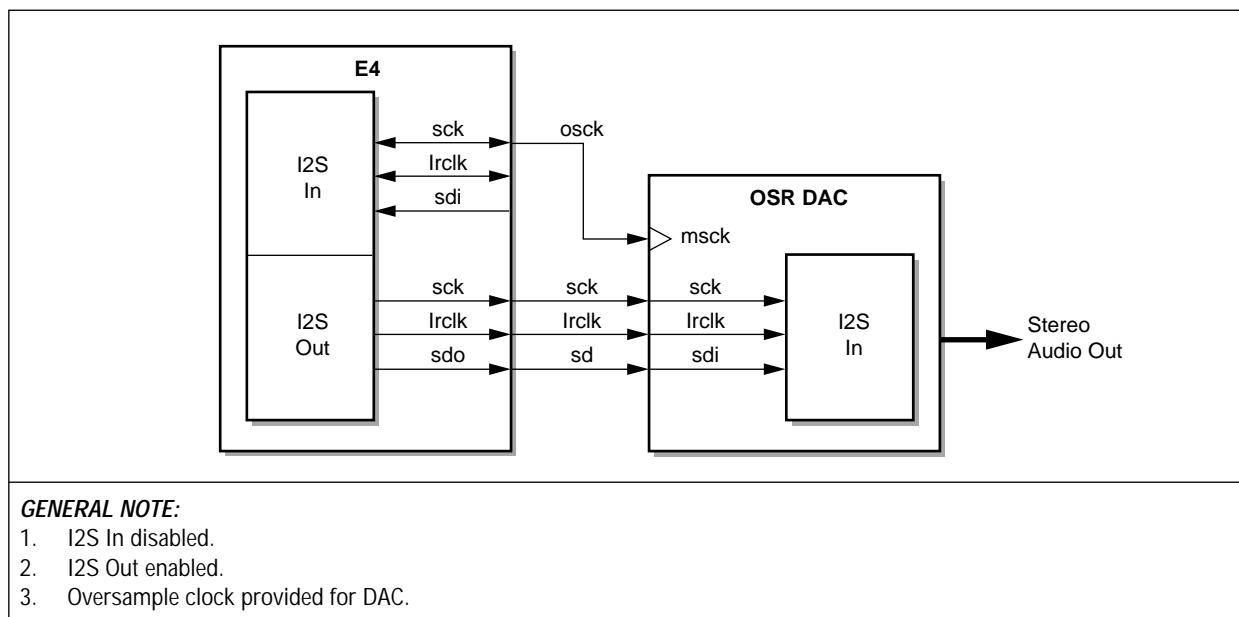 E4
sck
osck
I2S
In
lrclk
sdi
OSR DAC
msck
I2S
Out
sck
sck
sck
lrclk
lrclk
lrclk
sdo
sd
sdi
I2S
In
Stereo
Audio Out
GENERAL NOTE:
1. I2S In disabled.
2. I2S Out enabled.
3. Oversample clock provided for DAC.